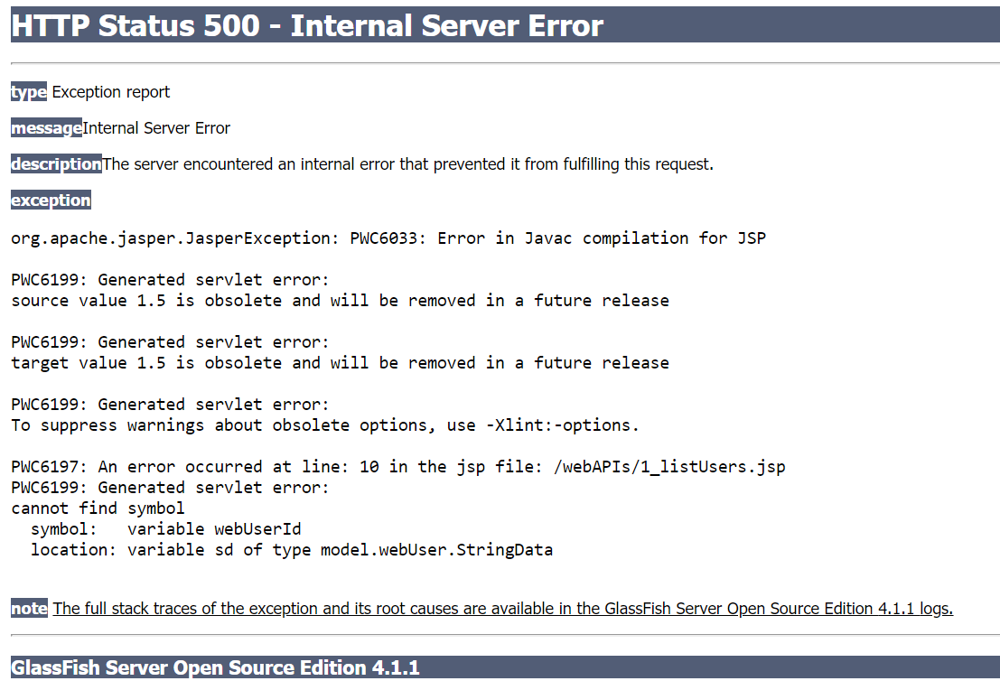 HTTP Status 500 - Internal Server Error
type Exception report
messageInternal Server Error
descriptionThe server encountered an internal error that prevented it from fulfilling this request.
exception
org.apache.jasper.JasperException: PWC6033: Error in Javac compilation for JSP
PWC6199: Generated servlet error:
source value 1.5 is obsolete and will be removed in a future release
PWC6199: Generated servlet error:
target value 1.5 is obsolete and will be removed in a future release
PWC6199: Generated servlet error:
To suppress warnings about obsolete options, use -Xlint:-options.
PWC6197: An error occurred at line: 10 in the jsp file: /webAPIs/1_listUsers.jsp
PWC6199: Generated servlet error:
cannot find symbol
  symbol:   variable webUserId
  location: variable sd of type model.webUser.StringData
note The full stack traces of the exception and its root causes are available in the GlassFish Server Open Source Edition 4.1.1 logs.
GlassFish Server Open Source Edition 4.1.1